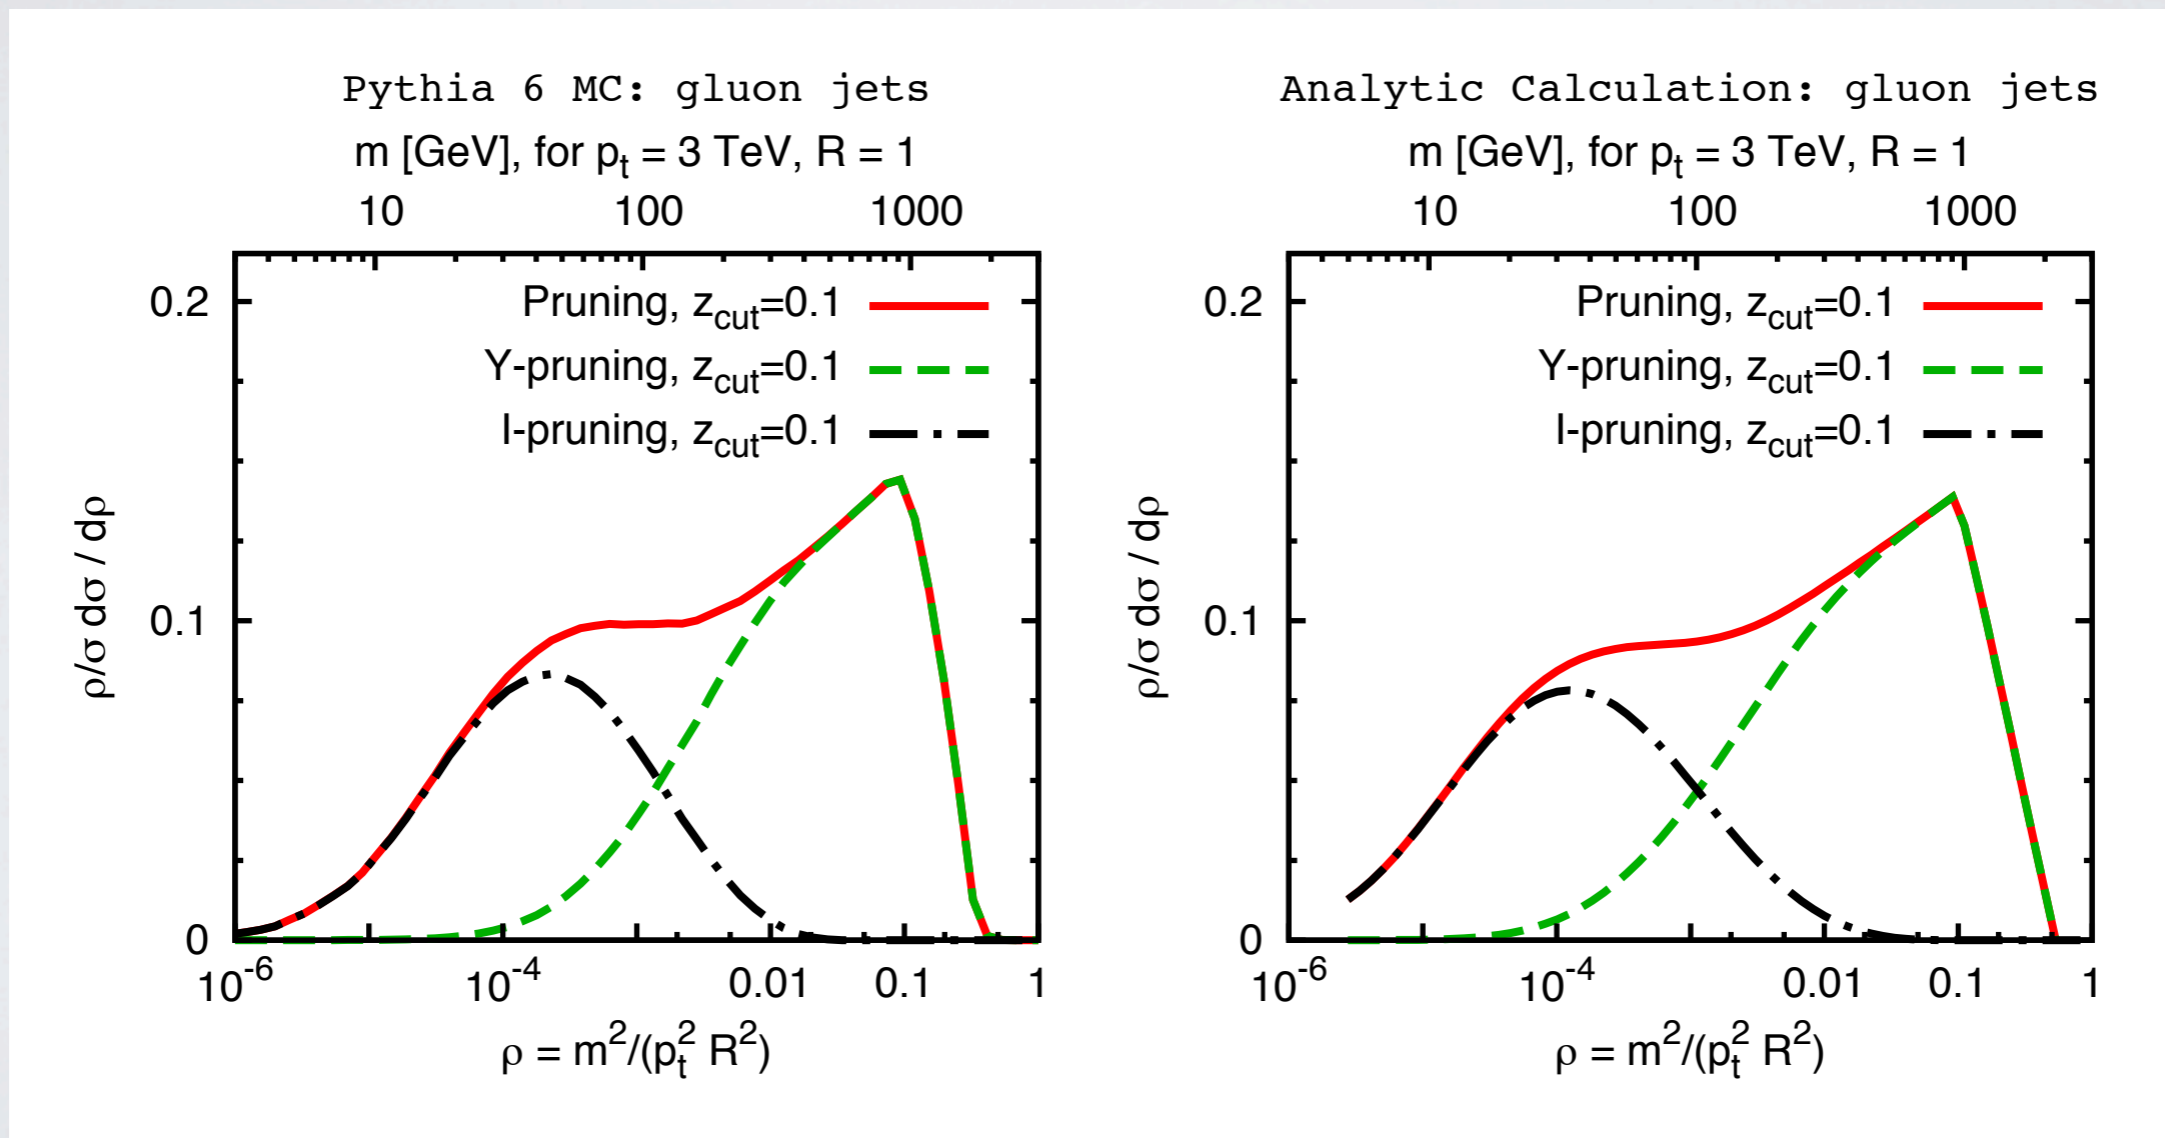 Pythia 6 MC: gluon jets
m [GeV], for pt = 3 TeV, R = 1
10 100 1000
0.2
0.1
0
Pruning, zcut=0.1
Y-pruning, zcut=0.1
I-pruning, zcut=0.1
ρ/σ dσ / dρ
10-6 10-4 0.01 0.1 1
ρ = m2/(pt2 R2)
Analytic Calculation: gluon jets
m [GeV], for pt = 3 TeV, R = 1
10 100 1000
0.2
0.1
0
Pruning, zcut=0.1
Y-pruning, zcut=0.1
I-pruning, zcut=0.1
ρ/σ dσ / dρ
10-6 10-4 0.01 0.1 1
ρ = m2/(pt2 R2)